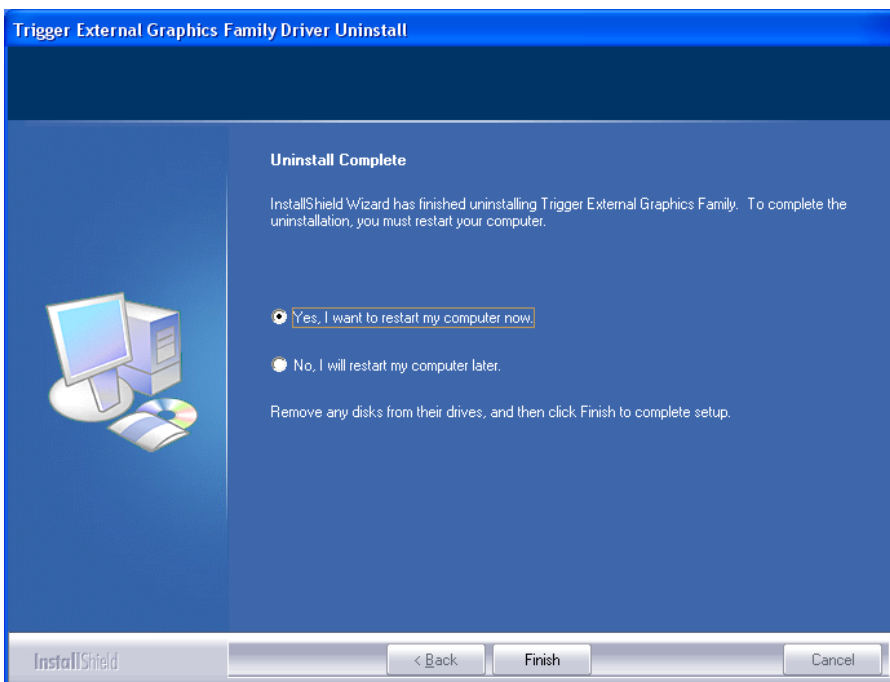 Trigger External Graphics Family Driver Uninstall
Uninstall Complete
InstallShield Wizard has finished uninstalling Trigger External Graphics Family. To complete the
uninstallation, you must restart your computer.
Yes, I want to restart my computer now.
No, I will restart my computer later.
Remove any disks from their drives, and then click Finish to complete setup.
InstallShield
< Back
Finish
Cancel